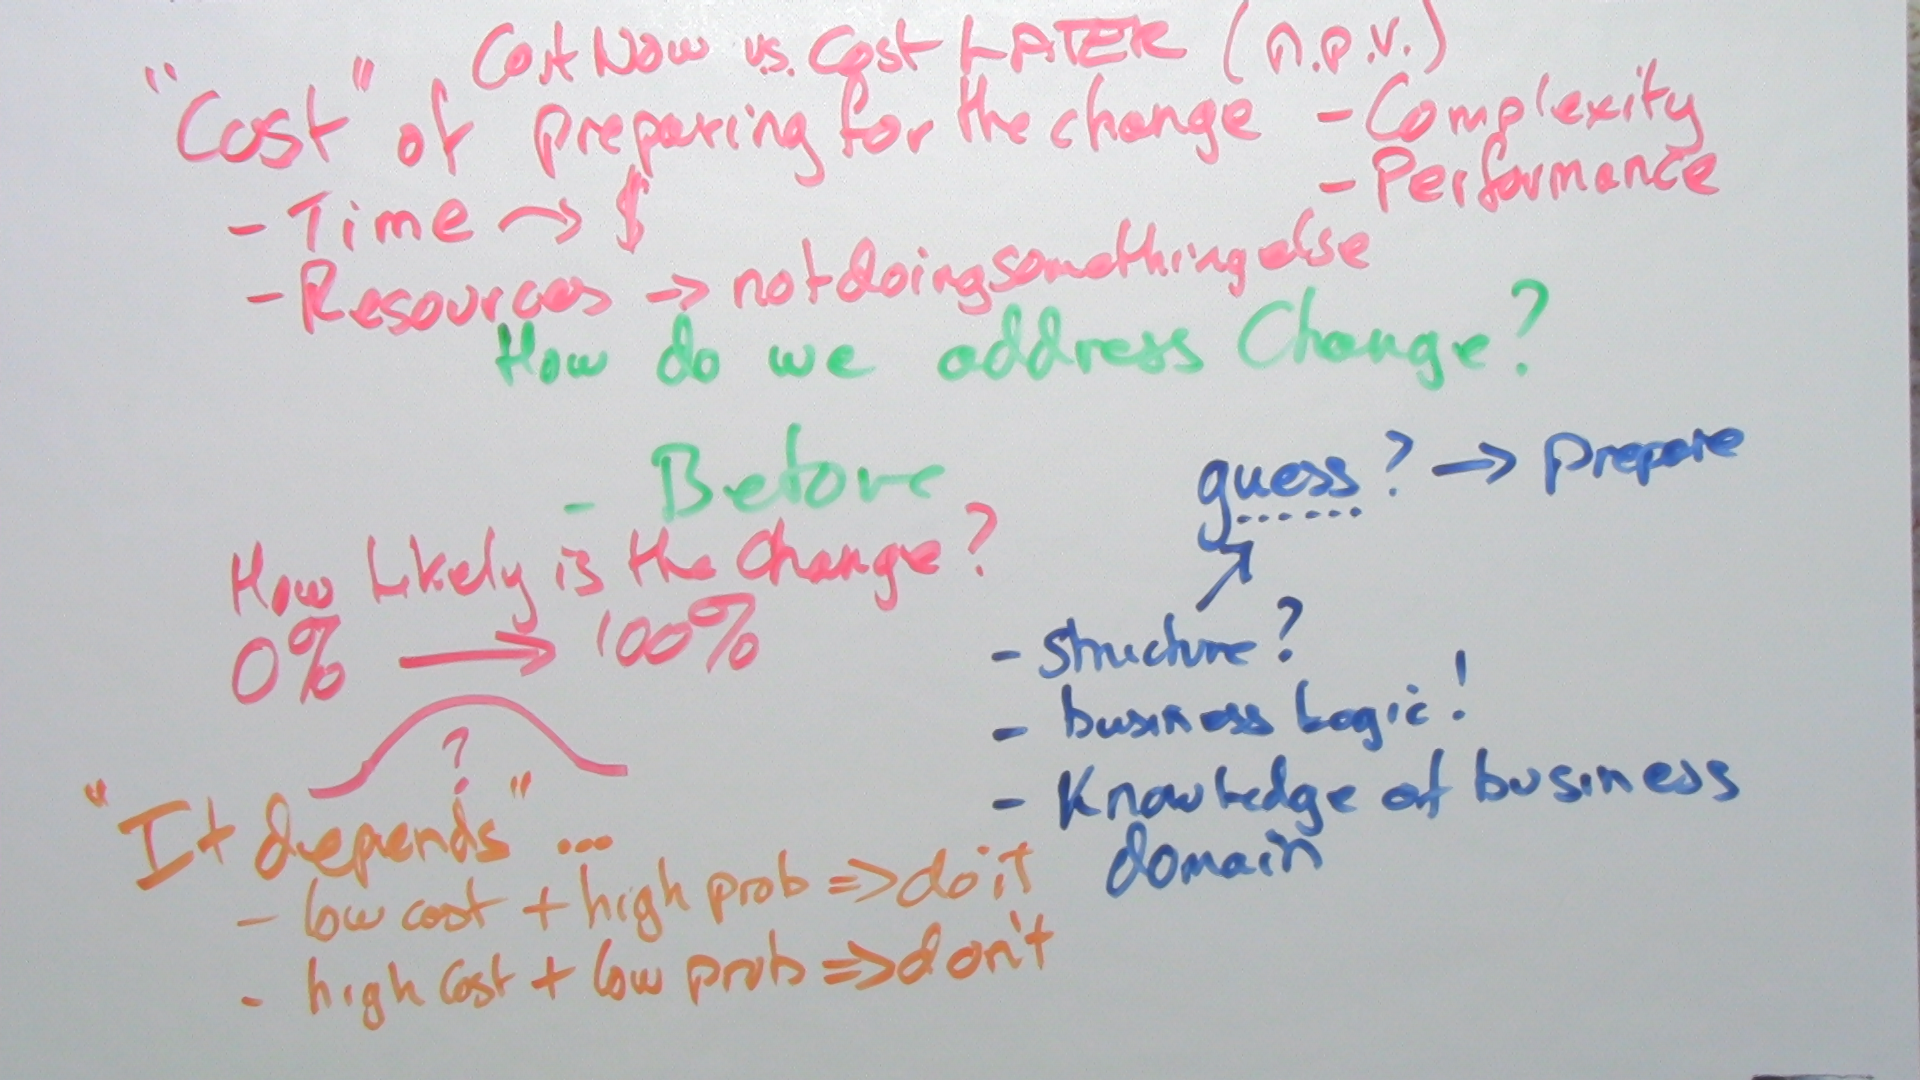 Cost Now vs. Cost LATER (n.p.v.)
"Cost" of preparing for the change
- Complexity
- Performance
- Time → $
- Resources → not doing something else
How do we address Change?
- Before
guess? → prepare
How Likely is the Change?
0% → 100%
?
- structure?
- business Logic!
- Knowledge of business
domain
"It depends" ...
- low cost + high prob => do it
- high cost + low prob => don't